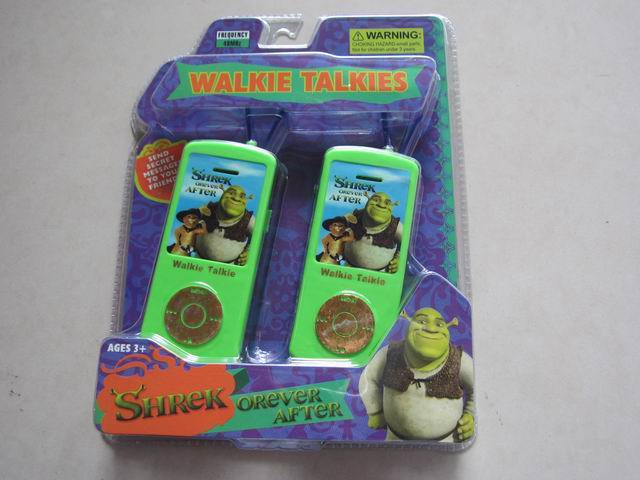 FREQUENCY
49MHz
WARNING:
CHOKING HAZARD-small parts.
Not for children under 3 years.
WALKIE TALKIES
SEND
SECRET
MESSAGES
TO YOUR
FRIENDS
SHREK
OREVER
AFTER
Walkie Talkie
SHREK
OREVER
AFTER
Walkie Talkie
AGES 3+
SHREK OREVER
AFTER